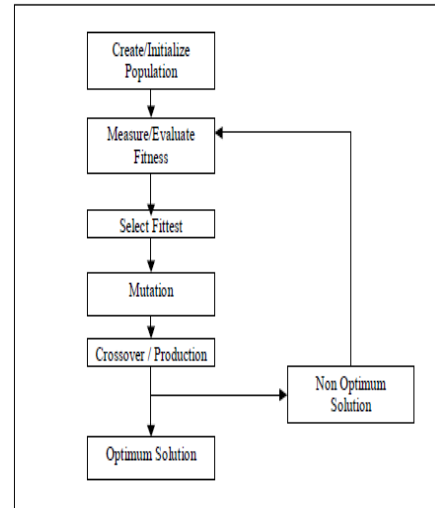 Create/Initialize
Population
Measure/Evaluate
Fitness
Select Fittest
Mutation
Crossover / Production
Non Optimum
Solution
Optimum Solution